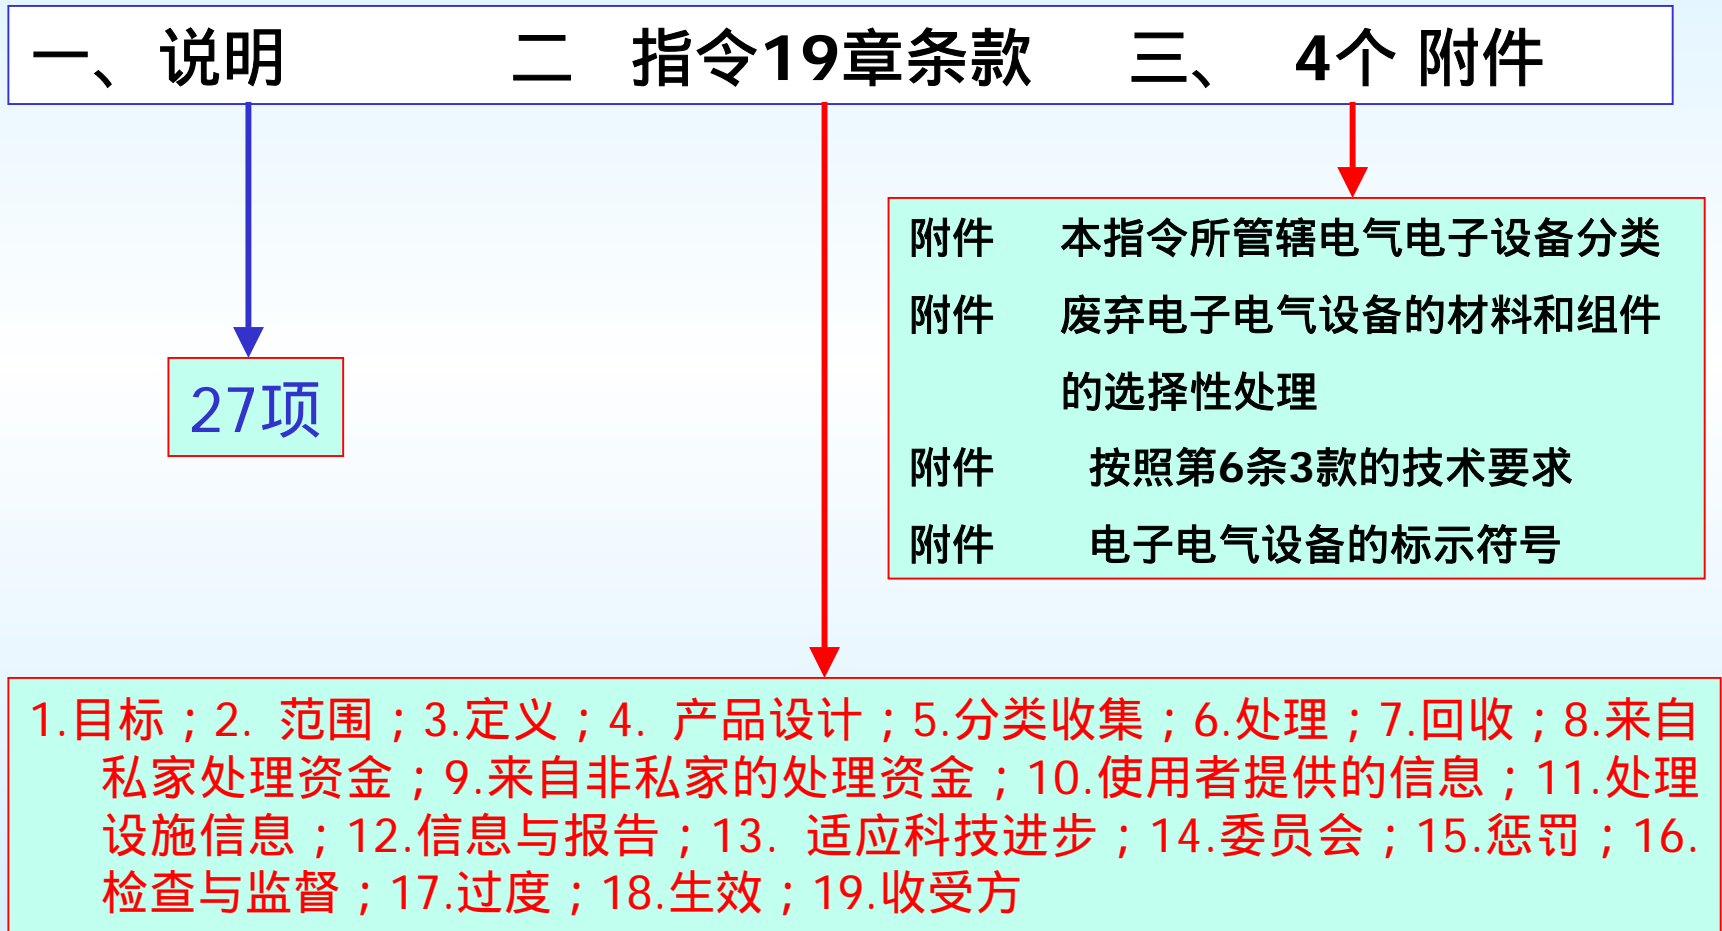 一、 说明 二 指令19章条款 三、 4个 附件
附件 本指令所管辖电气电子设备分类
附件 废弃电子电气设备的材料和组件
的选择性处理
附件 按照第6条3款的技术要求
附件 电子电气设备的标示符号
27项
1.目标；2. 范围；3.定义；4. 产品设计；5.分类收集；6.处理；7.回收；8.来自
私家处理资金；9.来自非私家的处理资金；10.使用者提供的信息；11.处理
设施信息；12.信息与报告；13. 适应科技进步；14.委员会；15.惩罚；16.
检查与监督；17.过度；18.生效；19.收受方